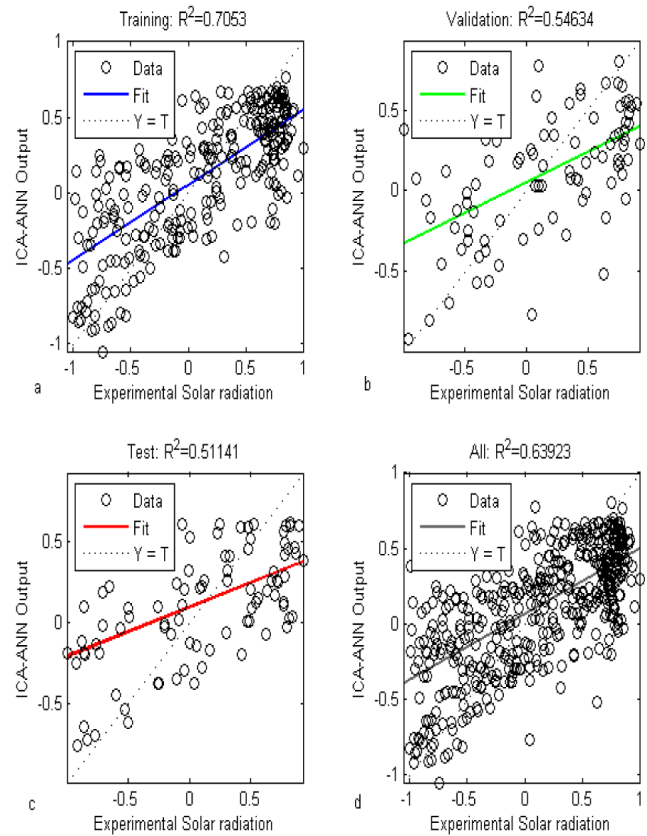 Training: R²=0.7053
1
0.5
0
-0.5
-1
ICA-ANN Output
Data
Fit
Y = T
-1 -0.5 0 0.5 1
Experimental Solar radiation
a
Validation: R²=0.54634
0.5
0
-0.5
ICA-ANN Output
Data
Fit
Y = T
-0.5 0 0.5
Experimental Solar radiation
b
Test: R²=0.51141
0.5
0
-0.5
ICA-ANN Output
Data
Fit
Y = T
-0.5 0 0.5
Experimental Solar radiation
c
All: R²=0.63923
1
0.5
0
-0.5
-1
ICA-ANN Output
Data
Fit
Y = T
-1 -0.5 0 0.5 1
Experimental Solar radiation
d